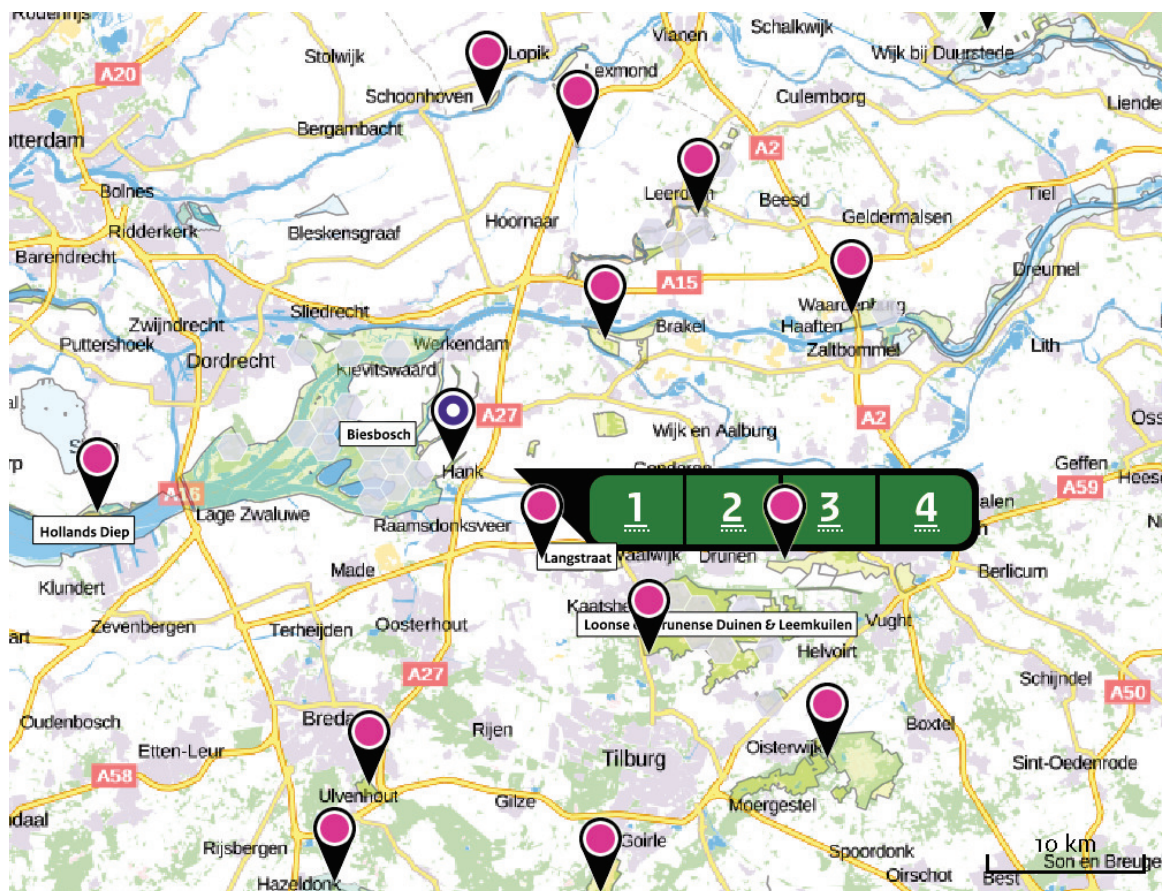 Lopik
Vianen
Schalkwijk
Stolwijk
Wijk bij Duurstede
A20
Schoonhoven
Culemborg
Lienden
Bergambacht
A2
Bolnes
Beesd
Tiel
Hoornaar
Geldermalsen
Ridderkerk
Bleskensgraaf
Barendrecht
Dreumel
A15
Sliedrecht
Zwijndrecht
Brakel
Haaften
Puttershoek
Werkendam
Zaltbommel
Lith
Dordrecht
Kievitswaard
A27
A2
Biesbosch
Wijk en Aalburg
Geffen
Hank
A59
1
2
3
4
A16
Lage Zwaluwe
Hollands Diep
Raamsdonksveer
Langstraat
Drunen
Made
Berlicum
Klundert
Zevenbergen
Terheijden
Oosterhout
Vught
Helvoirt
A27
Schijndel
A50
Oudenbosch
Rijen
Boxtel
Etten-Leur
Tilburg
Oisterwijk
Sint-Oedenrode
A58
Ulvenhout
Gilze
Moergestel
Rijsbergen
Goirle
10 km
Spoordonk
Son en Breugel
Hazeldonk
Oirschot
Best